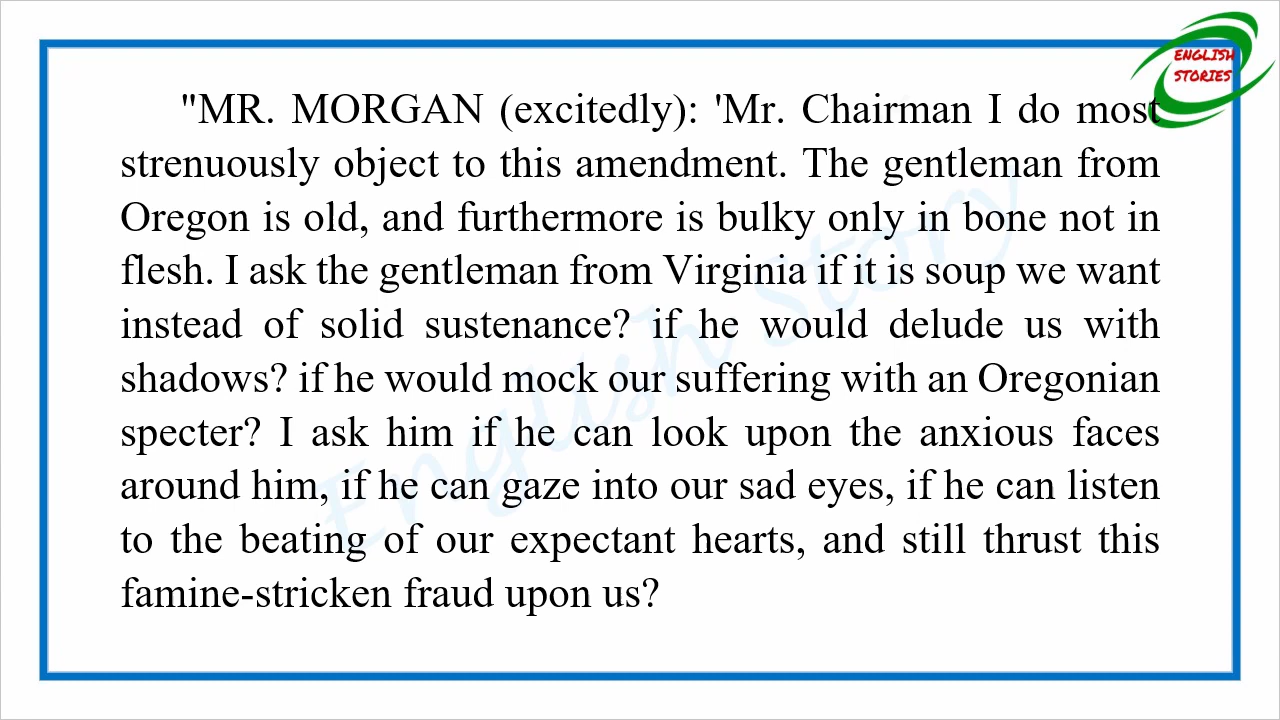 ENGLISH
STORIES
"MR. MORGAN (excitedly): 'Mr. Chairman I do most
strenuously object to this amendment. The gentleman from
Oregon is old, and furthermore is bulky only in bone not in
flesh. I ask the gentleman from Virginia if it is soup we want
instead of solid sustenance? if he would delude us with
shadows? if he would mock our suffering with an Oregonian
specter? I ask him if he can look upon the anxious faces
around him, if he can gaze into our sad eyes, if he can listen
to the beating of our expectant hearts, and still thrust this
famine-stricken fraud upon us?
English Story